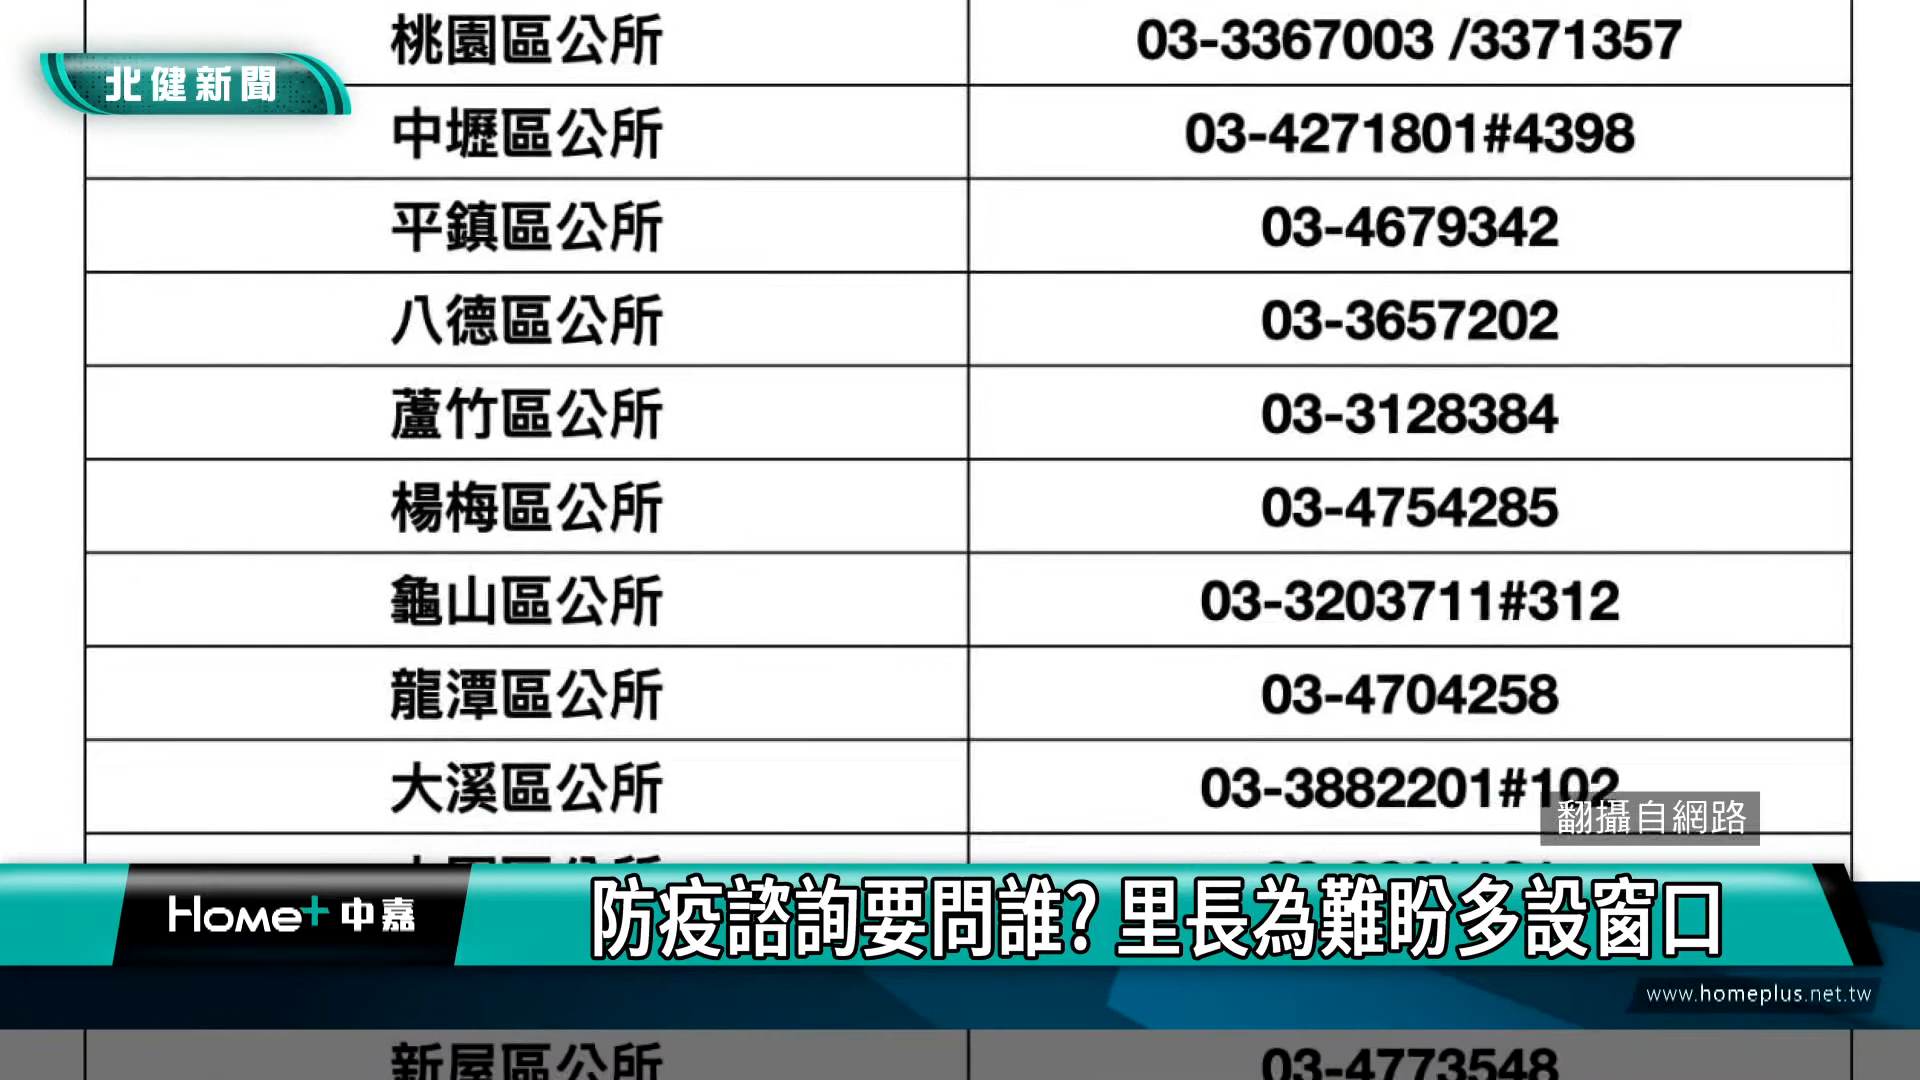 桃園區公所 03-3367003 /3371357
北健新聞
中壢區公所 03-4271801#4398
平鎮區公所 03-4679342
八德區公所 03-3657202
蘆竹區公所 03-3128384
楊梅區公所 03-4754285
龜山區公所 03-3203711#312
龍潭區公所 03-4704258
大溪區公所 03-3882201#102
翻攝自網路
Home+中嘉 防疫諮詢要問誰? 里長為難盼多設窗口
www.homeplus.net.tw
新屋區公所 03-4773548